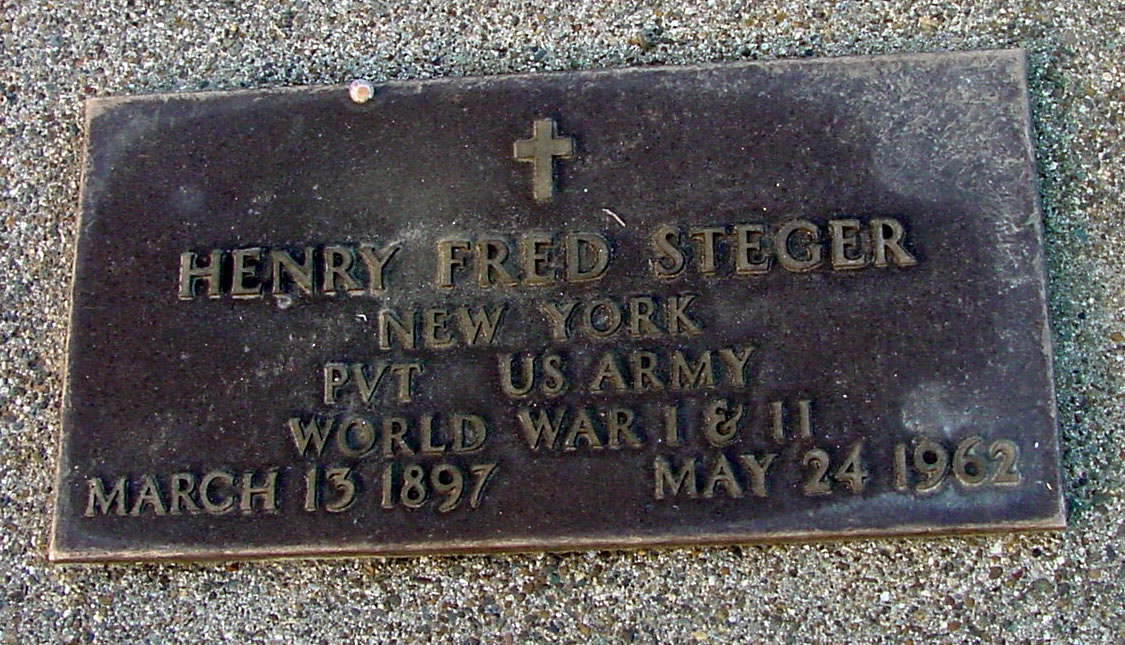 HENRY FRED STEGER
NEW YORK
PVT US ARMY
WORLD WAR I & II
MARCH 13 1897 MAY 24 1962